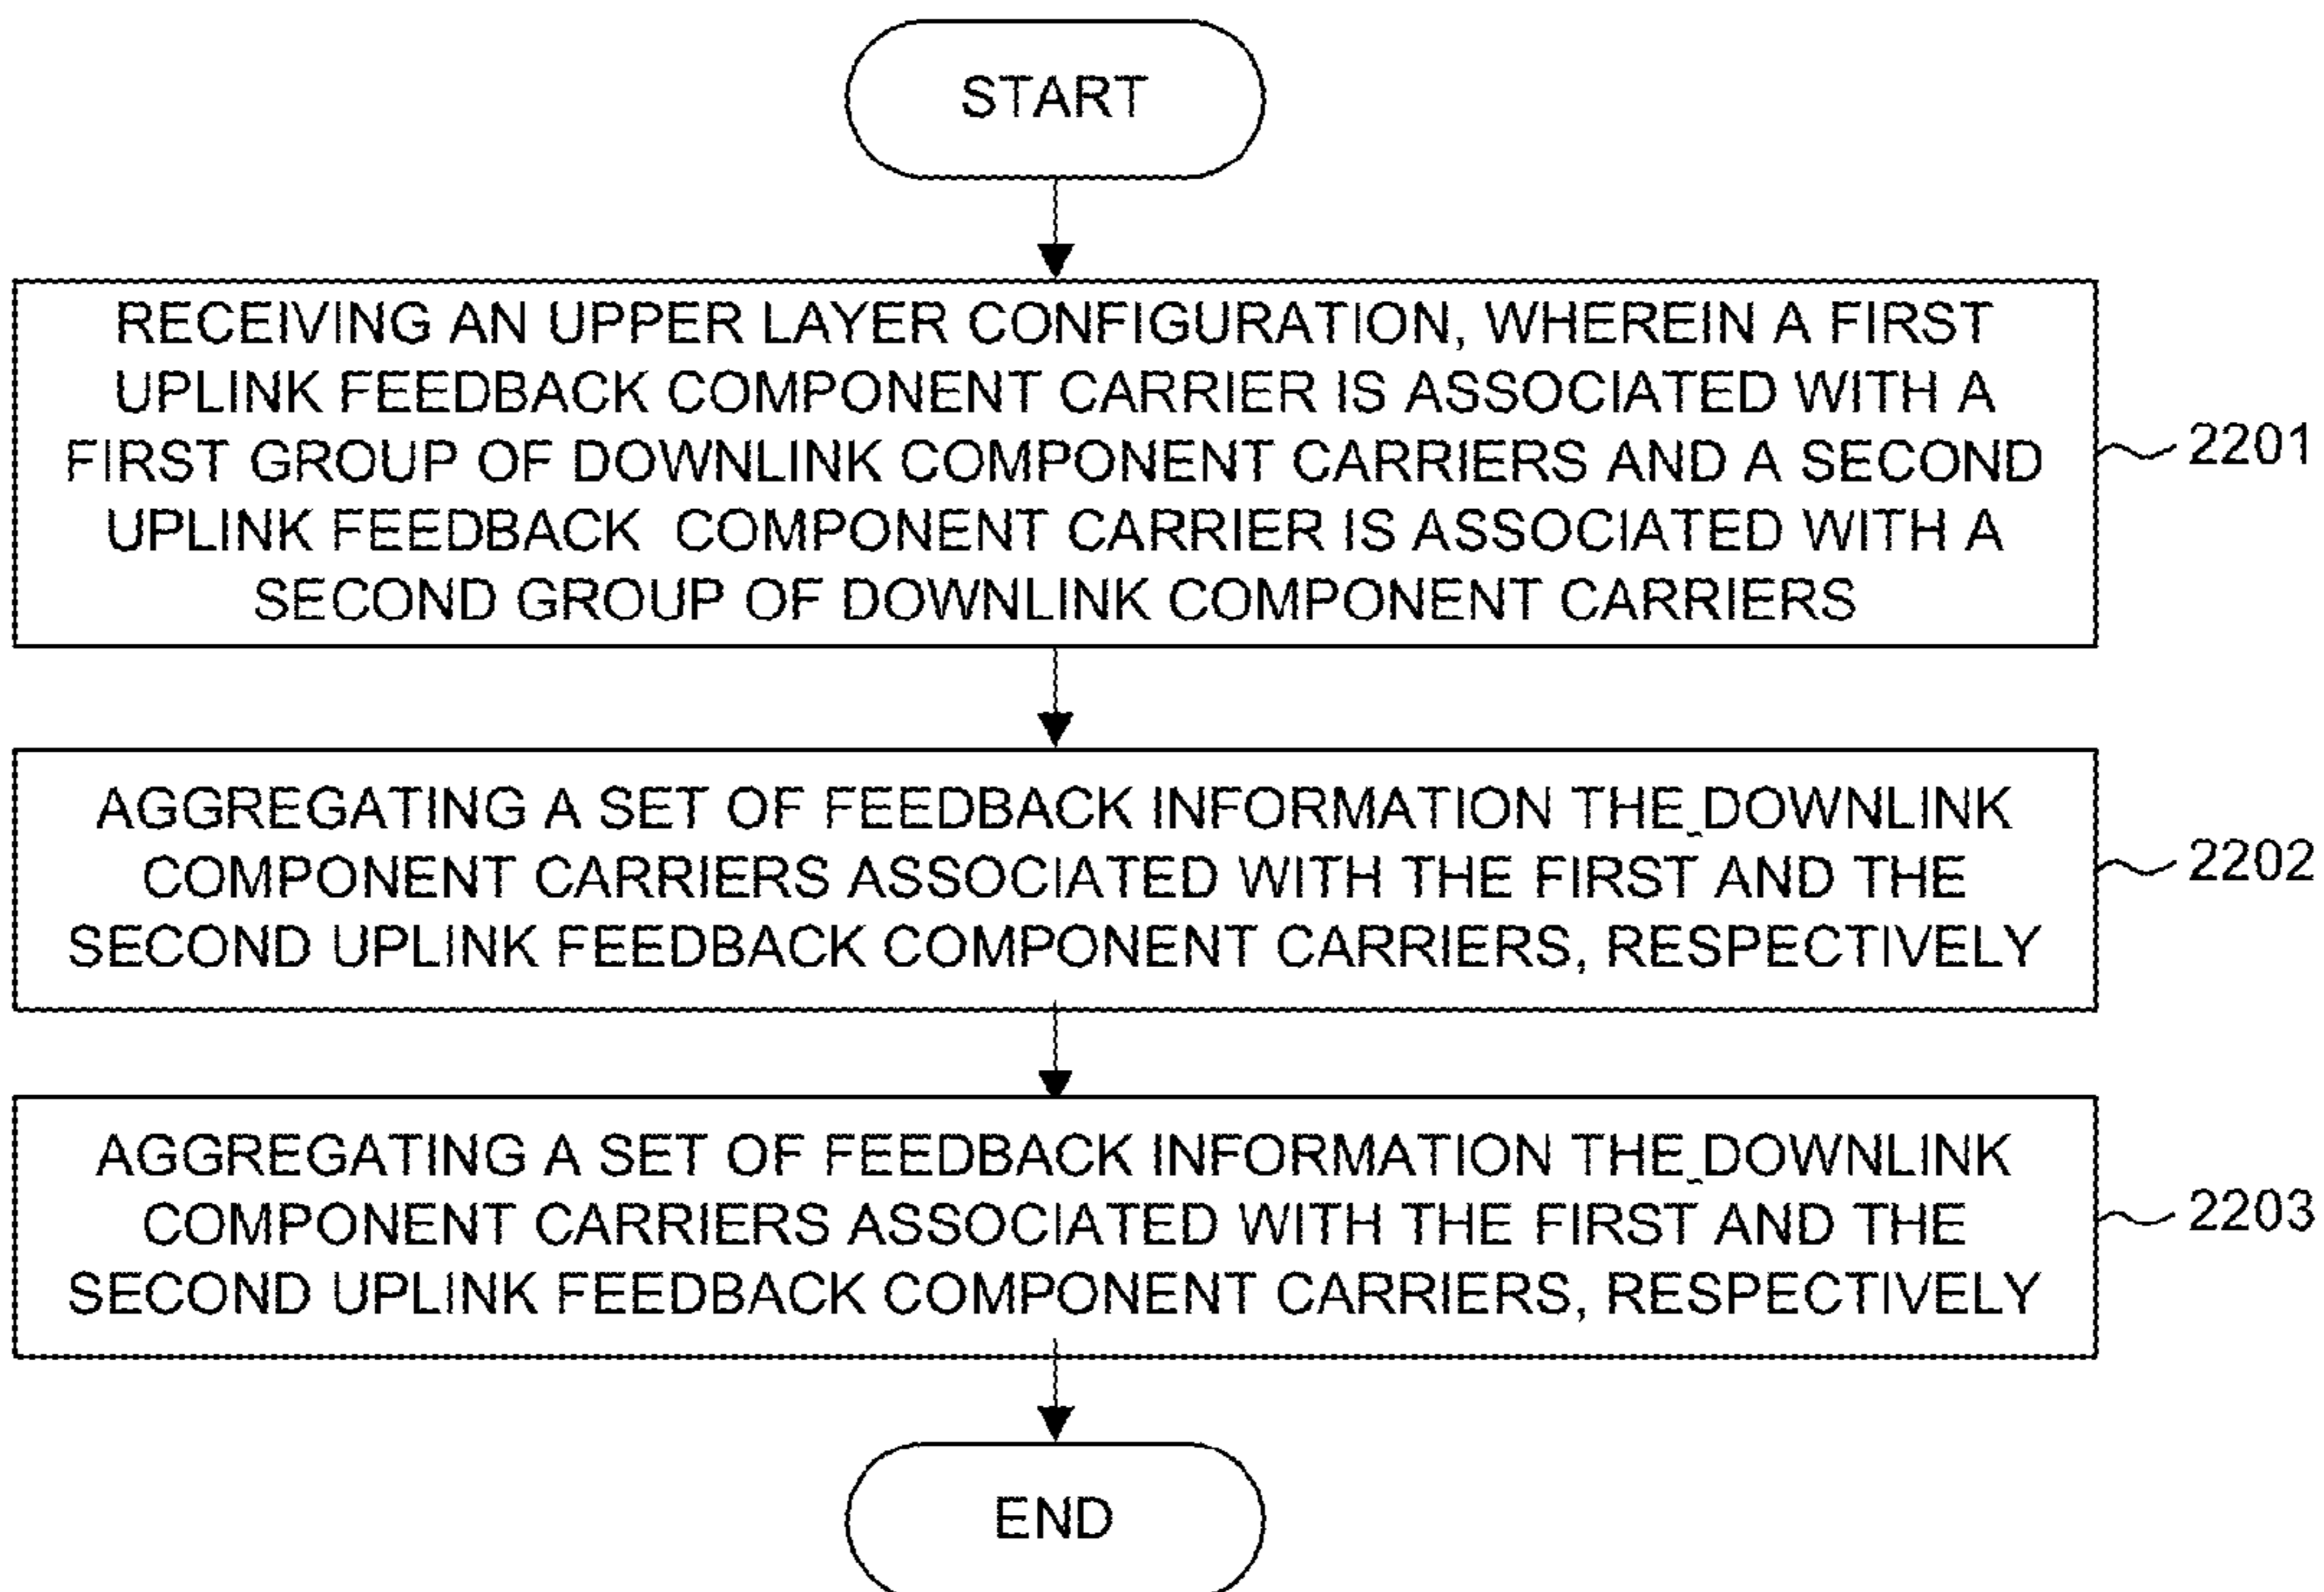 START
RECEIVING AN UPPER LAYER CONFIGURATION, WHEREIN A FIRST
UPLINK FEEDBACK COMPONENT CARRIER IS ASSOCIATED WITH A
FIRST GROUP OF DOWNLINK COMPONENT CARRIERS AND A SECOND
UPLINK FEEDBACK COMPONENT CARRIER IS ASSOCIATED WITH A
SECOND GROUP OF DOWNLINK COMPONENT CARRIERS
2201
AGGREGATING A SET OF FEEDBACK INFORMATION THE DOWNLINK
COMPONENT CARRIERS ASSOCIATED WITH THE FIRST AND THE
SECOND UPLINK FEEDBACK COMPONENT CARRIERS, RESPECTIVELY
2202
AGGREGATING A SET OF FEEDBACK INFORMATION THE DOWNLINK
COMPONENT CARRIERS ASSOCIATED WITH THE FIRST AND THE
SECOND UPLINK FEEDBACK COMPONENT CARRIERS, RESPECTIVELY
2203
END